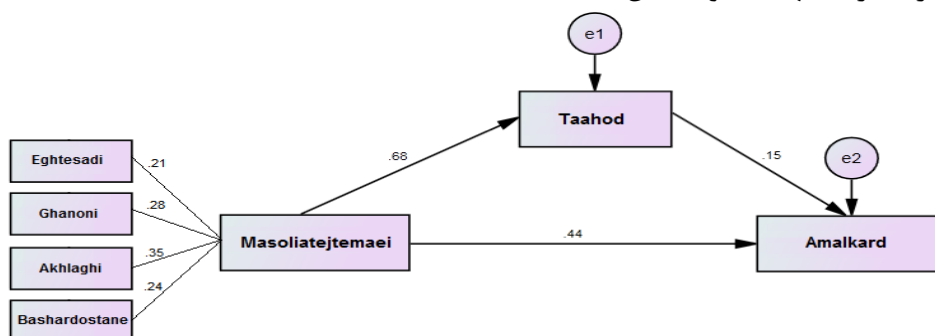 e1
Taahod
Eghtesadi
.21
.68
.15
e2
Ghanoni
.28
Masoliatejtemaei
.44
Amalkard
Akhlaghi
.35
.24
Bashardostane